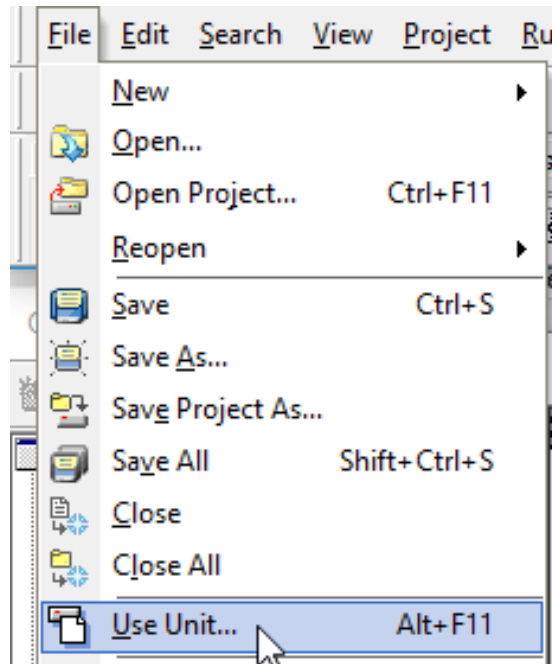 File Edit Search View Project Ru
New
Open...
Open Project... Ctrl+F11
Reopen
Save Ctrl+S
Save As...
Save Project As...
Save All Shift+Ctrl+S
Close
Close All
Use Unit... Alt+F11